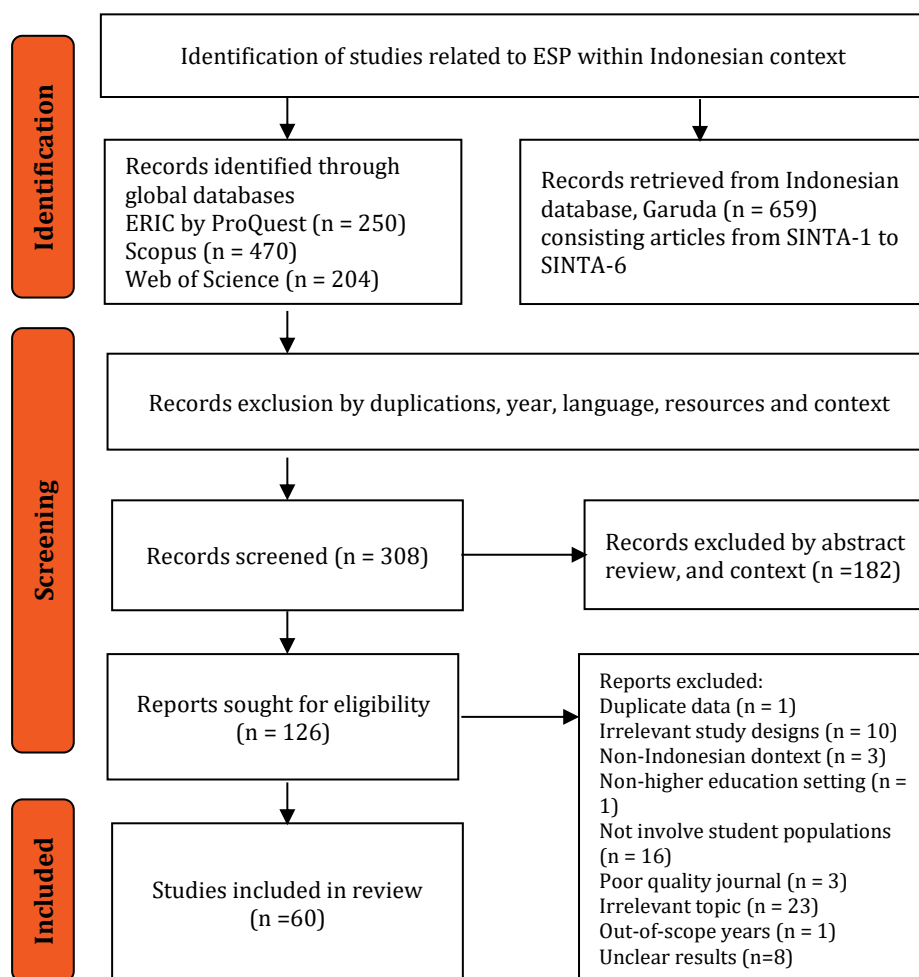 Identification
Identification of studies related to ESP within Indonesian context
Records identified through
global databases
ERIC by ProQuest (n = 250)
Scopus (n = 470)
Web of Science (n = 204)
Records retrieved from Indonesian
database, Garuda (n = 659)
consisting articles from SINTA-1 to
SINTA-6
Screening
Records exclusion by duplications, year, language, resources and context
Records screened (n = 308)
Records excluded by abstract
review, and context (n =182)
Reports sought for eligibility
(n = 126)
Reports excluded:
Duplicate data (n = 1)
Irrelevant study designs (n = 10)
Non-Indonesian dontext (n = 3)
Non-higher education setting (n =
1)
Not involve student populations
(n = 16)
Poor quality journal (n = 3)
Irrelevant topic (n = 23)
Out-of-scope years (n = 1)
Unclear results (n=8)
Included
Studies included in review
(n =60)